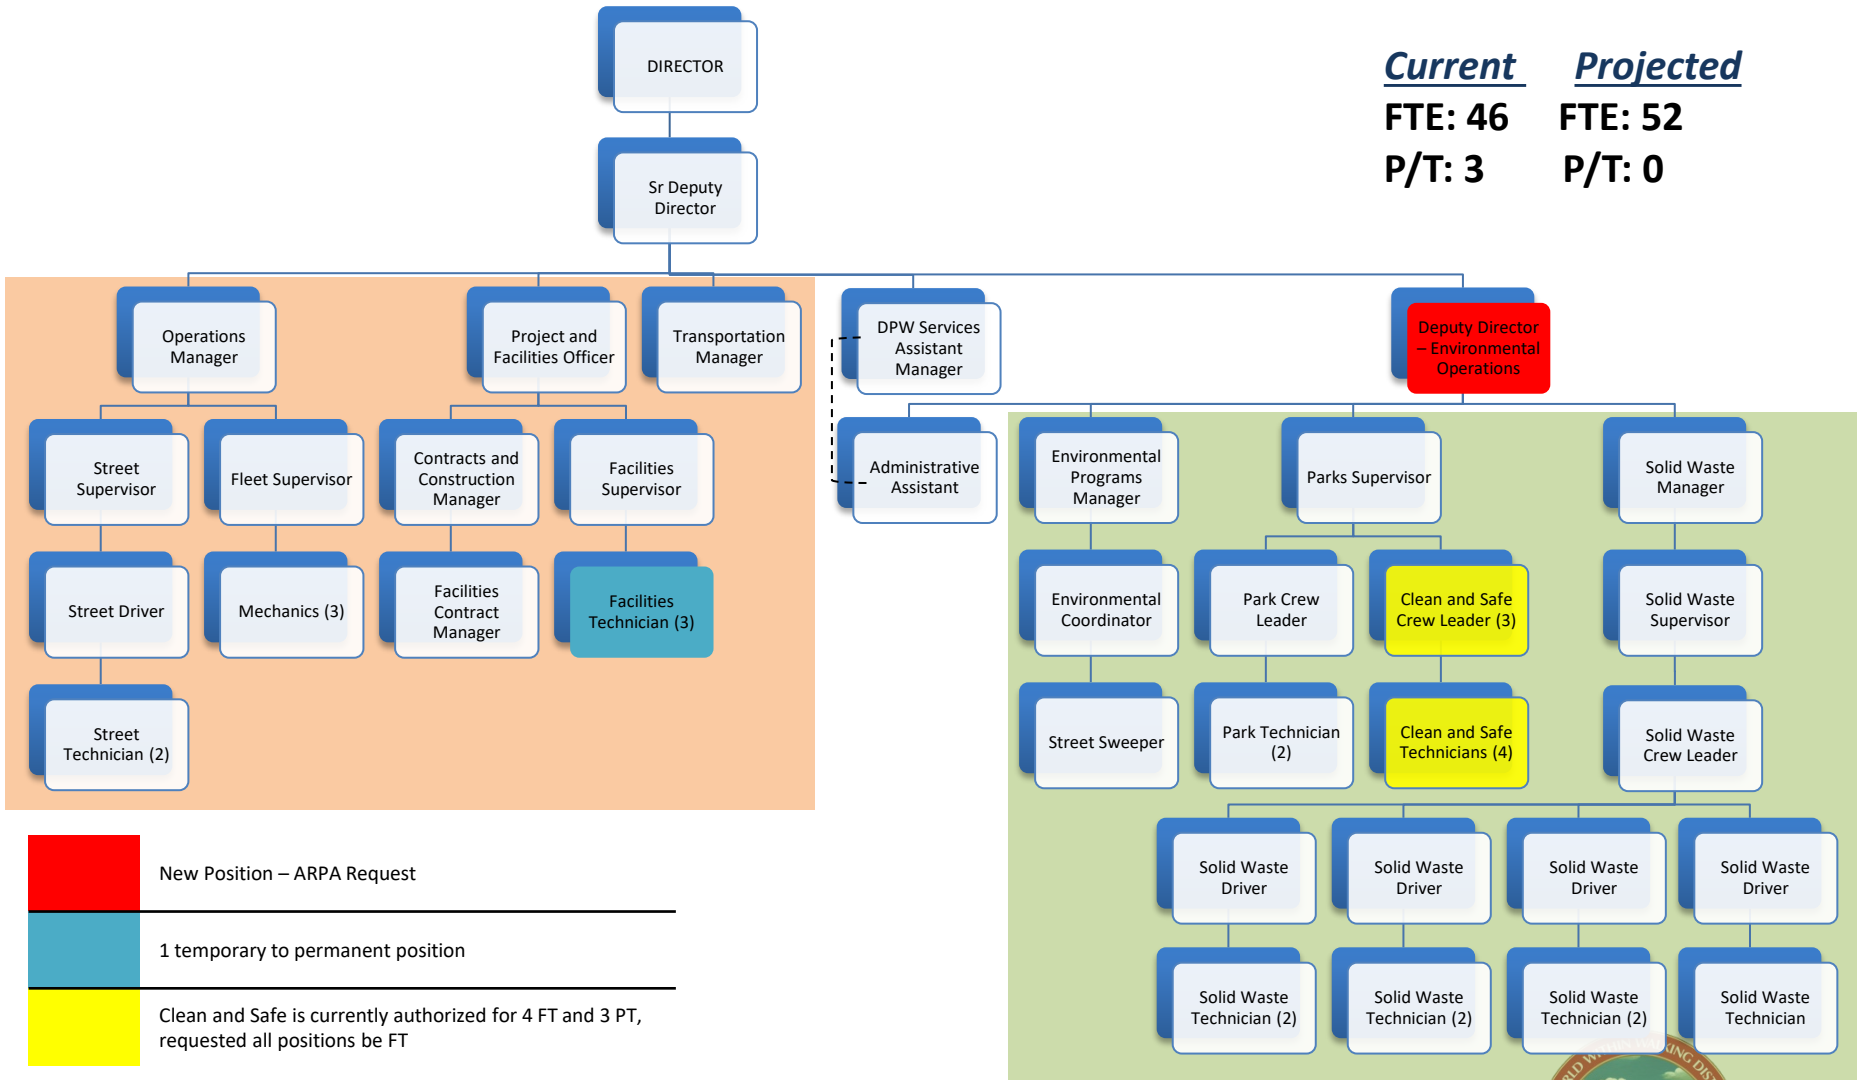 DIRECTOR
Current Projected
FTE: 46 FTE: 52
P/T: 3 P/T: 0
Sr Deputy
Director
Operations
Manager
Project and
Facilities Officer
Transportation
Manager
DPW Services
Assistant
Manager
Deputy Director
– Environmental
Operations
Street
Supervisor
Fleet Supervisor
Contracts and
Construction
Manager
Facilities
Supervisor
Administrative
Assistant
Environmental
Programs
Manager
Parks Supervisor
Solid Waste
Manager
Street Driver
Mechanics (3)
Facilities
Contract
Manager
Facilities
Technician (3)
Environmental
Coordinator
Park Crew
Leader
Clean and Safe
Crew Leader (3)
Solid Waste
Supervisor
Street
Technician (2)
Street Sweeper
Park Technician
(2)
Clean and Safe
Technicians (4)
Solid Waste
Crew Leader
Solid Waste
Driver
Solid Waste
Driver
Solid Waste
Driver
Solid Waste
Driver
Solid Waste
Technician (2)
Solid Waste
Technician (2)
Solid Waste
Technician (2)
Solid Waste
Technician
New Position – ARPA Request
1 temporary to permanent position
Clean and Safe is currently authorized for 4 FT and 3 PT,
requested all positions be FT
WITHIN WALKING